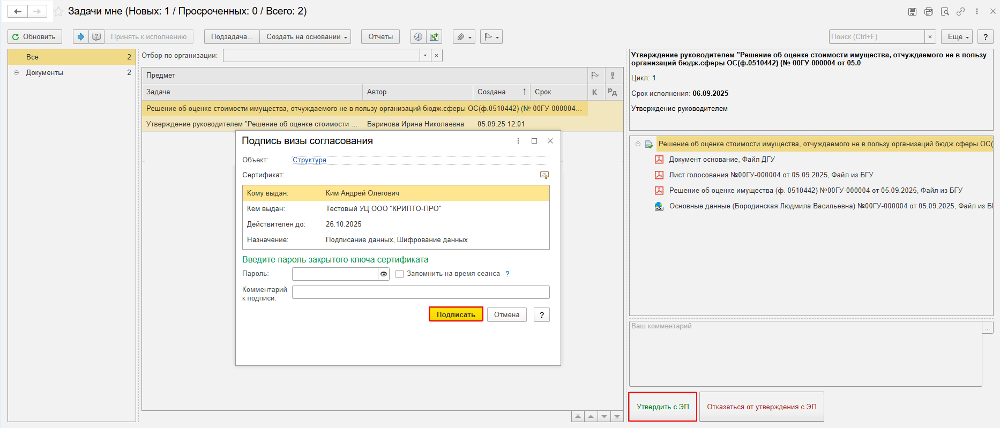 Задачи мне (Новых: 1 / Просроченных: 0 / Всего: 2)
Обновить
Принять к исполнению
Подзадача...
Создать на основании
Отчеты
Поиск (Ctrl+F)
×
Еще
?
Все 2
Документы 2
Отбор по организации:
×
Предмет
Задача Автор Создана ↑ Срок К Рд
Решение об оценке стоимости имущества, отчуждаемого не в пользу организаций бюдж.сферы ОС(ф.0510442) (№ 00ГУ-000004...
Утверждение руководителем "Решение об оценке стоимости ... Баринова Ирина Николаевна 05.09.25 12:01
Подпись визы согласования
Объект: Структура
Сертификат:
Кому выдан: Ким Андрей Олегович
Кем выдан: Тестовый УЦ ООО "КРИПТО-ПРО"
Действителен до: 26.10.2025
Назначение: Подписание данных, Шифрование данных
Введите пароль закрытого ключа сертификата
Пароль:
Запомнить на время сеанса ?
Комментарий
к подписи:
Подписать
Отмена
?
Утверждение руководителем "Решение об оценке стоимости имущества, отчуждаемого не в пользу
организаций бюдж.сферы ОС(ф.0510442) (№ 00ГУ-000004 от 05.0
Цикл: 1
Срок исполнения: 06.09.2025
Утверждение руководителем
Решение об оценке стоимости имущества, отчуждаемого не в пользу организаций бюдж.сферы ОС(
Документ основание, Файл ДГУ
Лист голосования №00ГУ-000004 от 05.09.2025, Файл из БГУ
Решение об оценке имущества (ф. 0510442) №00ГУ-000004 от 05.09.2025, Файл из БГУ
Основные данные (Бородинская Людмила Васильевна) №00ГУ-000004 от 05.09.2025, Файл из
Ваш комментарий
...
Утвердить с ЭП
Отказаться от утверждения с ЭП